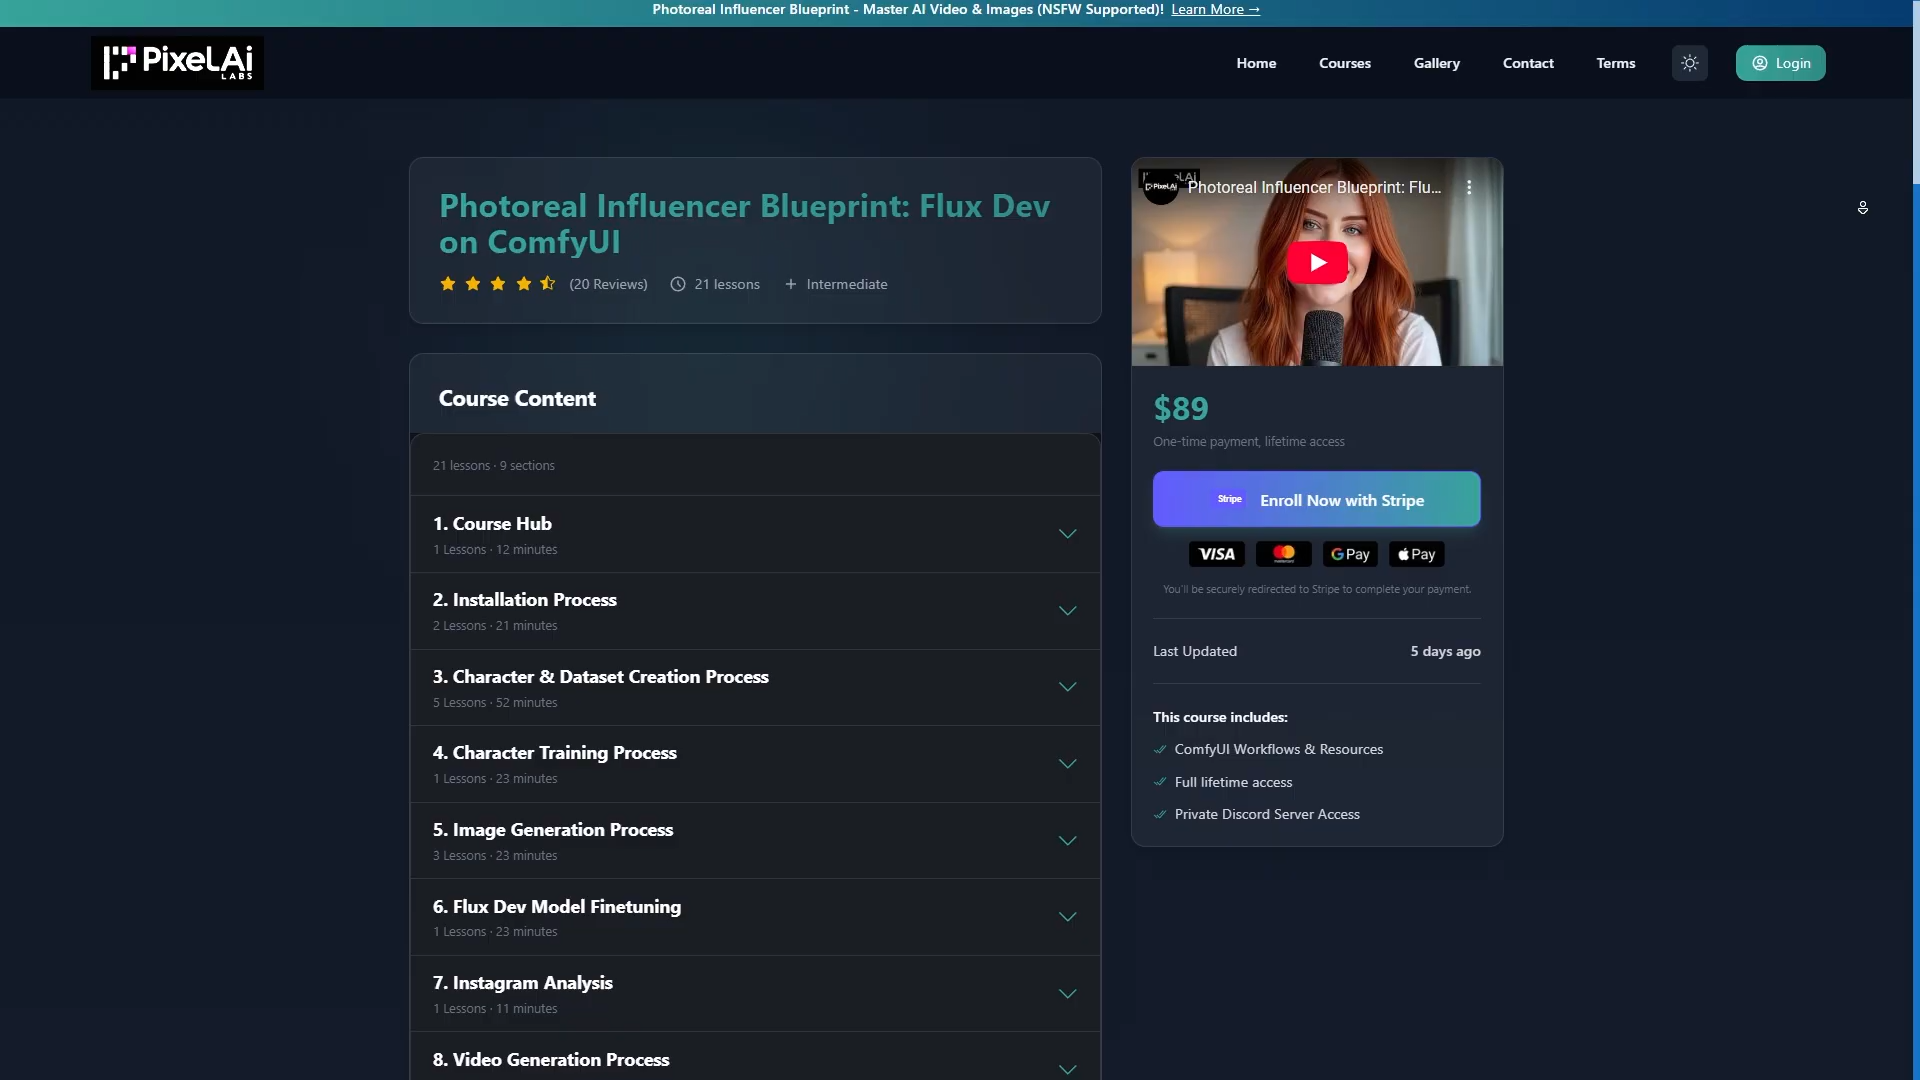 Photoreal Influencer Blueprint - Master AI Video & Images (NSFW Supported)! Learn More →
PixeLAi
LABS
Home
Courses
Gallery
Contact
Terms
Login
Photoreal Influencer Blueprint: Flux Dev
on ComfyUI
(20 Reviews)
21 lessons
Intermediate
Course Content
21 lessons · 9 sections
1. Course Hub
1 Lessons · 12 minutes
2. Installation Process
2 Lessons · 21 minutes
3. Character & Dataset Creation Process
5 Lessons · 52 minutes
4. Character Training Process
1 Lessons · 23 minutes
5. Image Generation Process
3 Lessons · 23 minutes
6. Flux Dev Model Finetuning
1 Lessons · 23 minutes
7. Instagram Analysis
1 Lessons · 11 minutes
8. Video Generation Process
PixeLAi
Photoreal Influencer Blueprint: Flu...
$89
One-time payment, lifetime access
Stripe Enroll Now with Stripe
VISA
mastercard
G Pay
Pay
You'll be securely redirected to Stripe to complete your payment.
Last Updated
5 days ago
This course includes:
ComfyUI Workflows & Resources
Full lifetime access
Private Discord Server Access